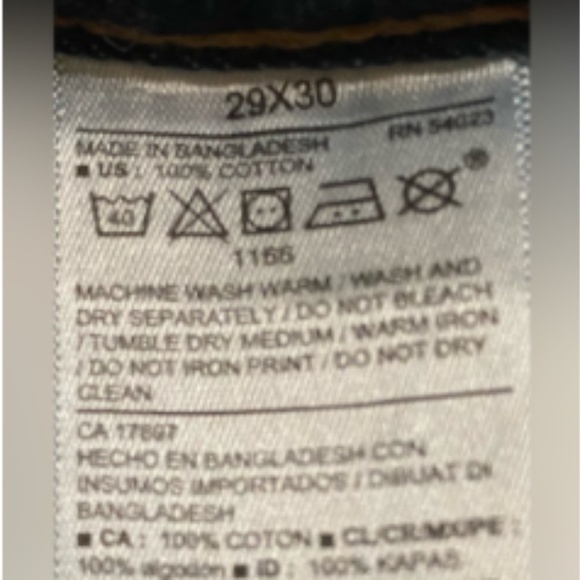 29X30
MADE IN BANGLADESH RN 54023
■ US : 100% COTTON
40 ®
1166
MACHINE WASH WARM / WASH AND
DRY SEPARATELY / DO NOT BLEACH
/ TUMBLE DRY MEDIUM / WARM IRON
/ DO NOT IRON PRINT / DO NOT DRY
CLEAN
CA 17897
HECHO EN BANGLADESH CON
INSUMOS IMPORTADOS / DIBUAT DI
BANGLADESH
■ CA : 100% COTON ■ CL/CR/MX/PE :
100% algodon ■ ID : 100% KAPAS